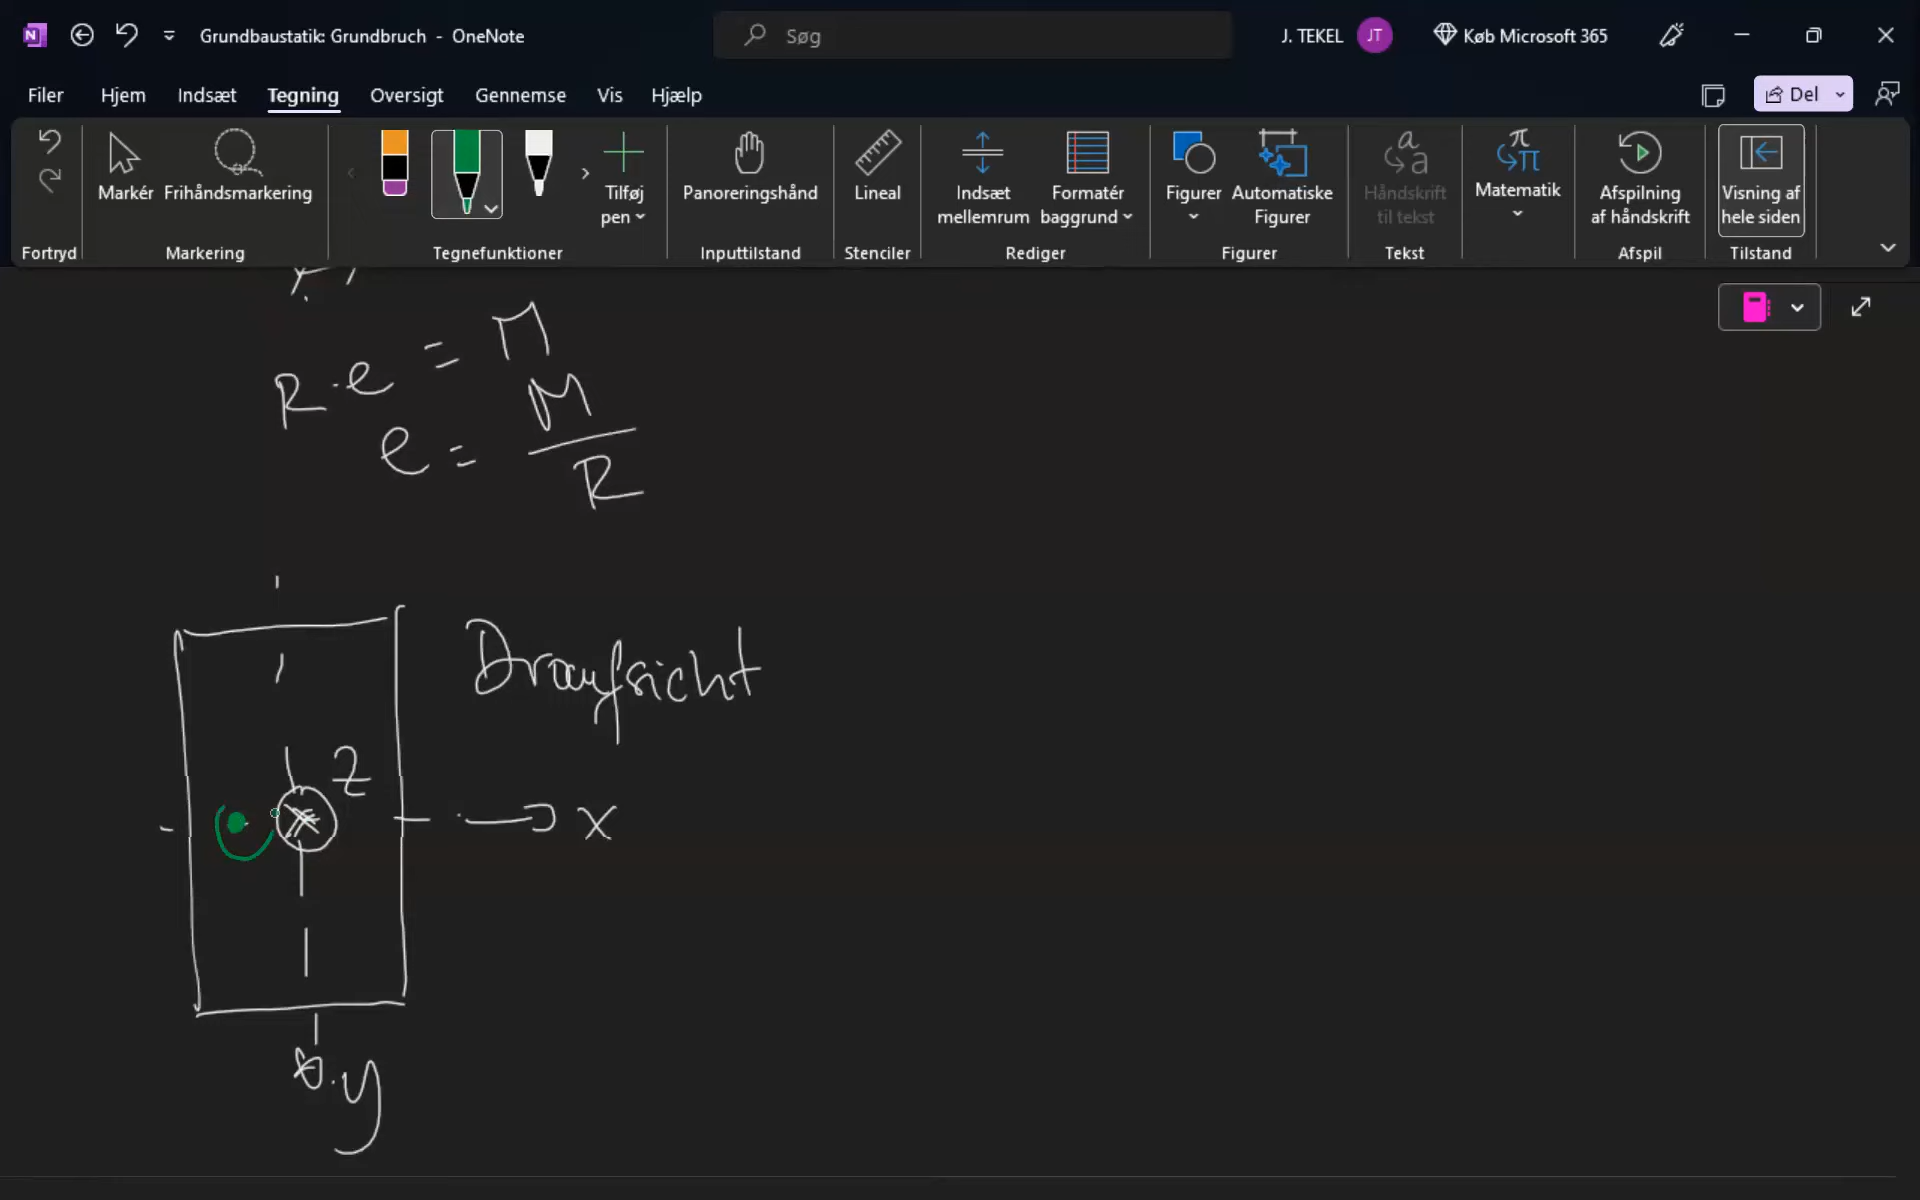 Grundbaustatik: Grundbruch - OneNote
Søg
J. TEKEL
JT
Køb Microsoft 365
Filer
Hjem
Indsæt
Tegning
Oversigt
Gennemse
Vis
Hjælp
Del
Markér
Frihåndsmarkering
Tilføj
pen
Panoreringshånd
Lineal
Indsæt
mellemrum
Formatér
baggrund
Figurer
Automatiske
Figurer
Håndskrift
til tekst
Matematik
Afspilning
af håndskrift
Visning af
hele siden
Fortryd
Markering
Tegnefunktioner
Inputtilstand
Stenciler
Rediger
Figurer
Tekst
Afspil
Tilstand
R · e = M
e = M
R
Draufsicht
z
x
y